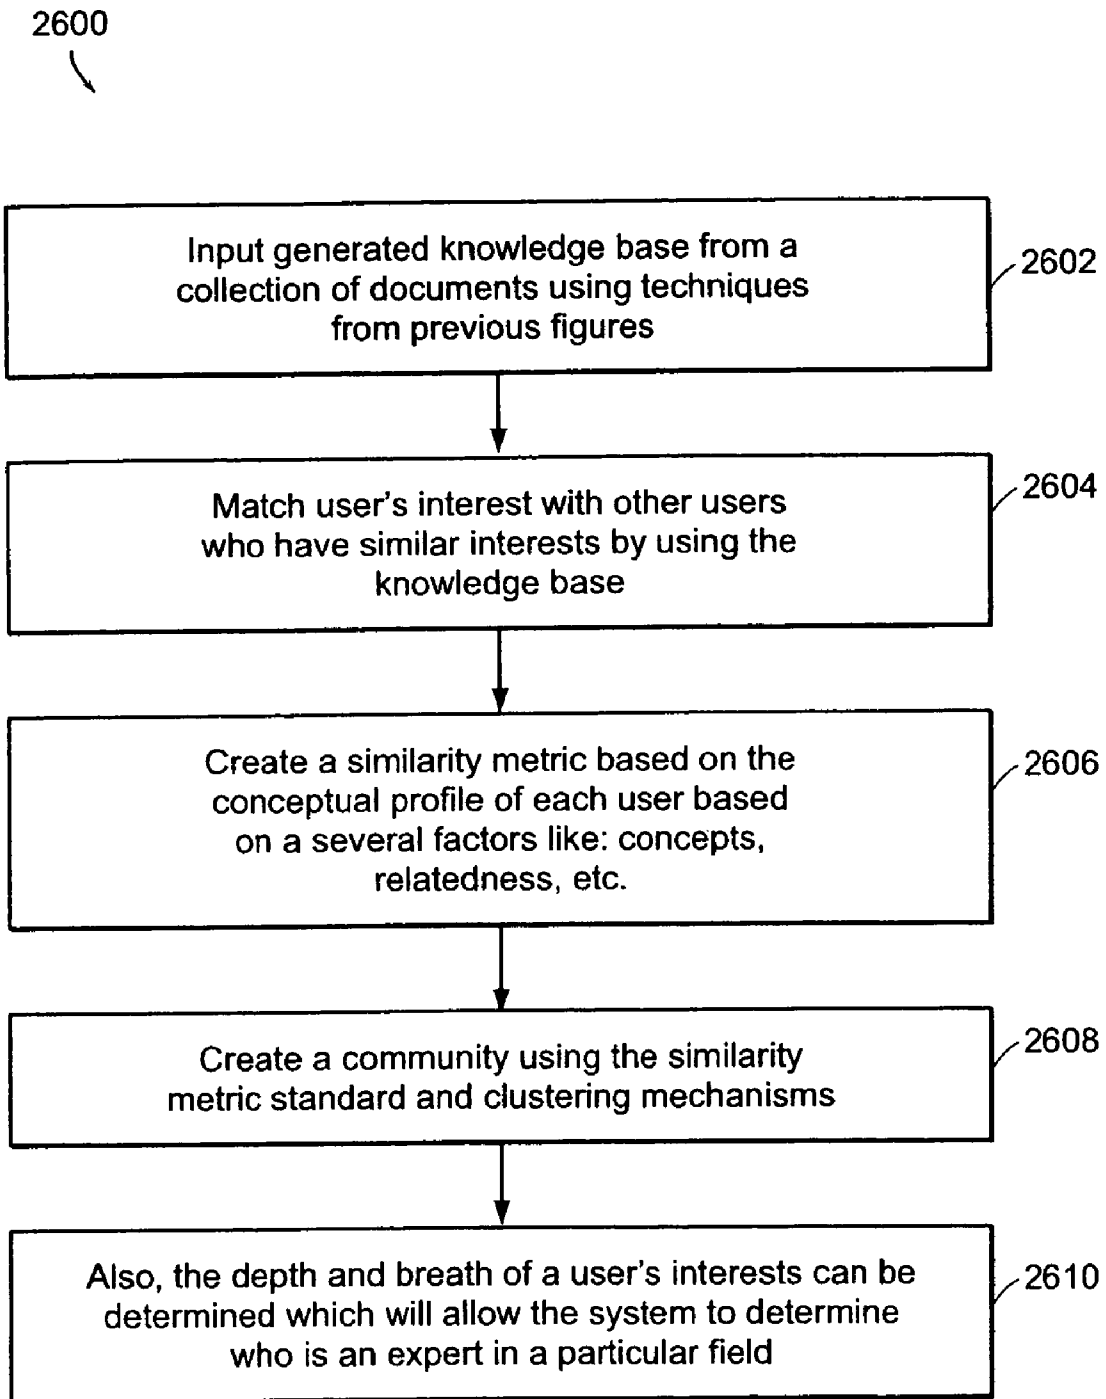 2600
Input generated knowledge base from a
collection of documents using techniques
from previous figures
2602
Match user's interest with other users
who have similar interests by using the
knowledge base
2604
Create a similarity metric based on the
conceptual profile of each user based
on a several factors like: concepts,
relatedness, etc.
2606
Create a community using the similarity
metric standard and clustering mechanisms
2608
Also, the depth and breath of a user's interests can be
determined which will allow the system to determine
who is an expert in a particular field
2610